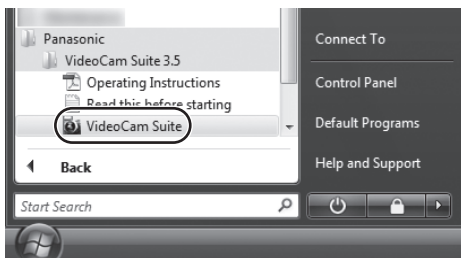 Panasonic
VideoCam Suite 3.5
Operating Instructions
Read this before starting
VideoCam Suite
Back
Start Search
Connect To
Control Panel
Default Programs
Help and Support